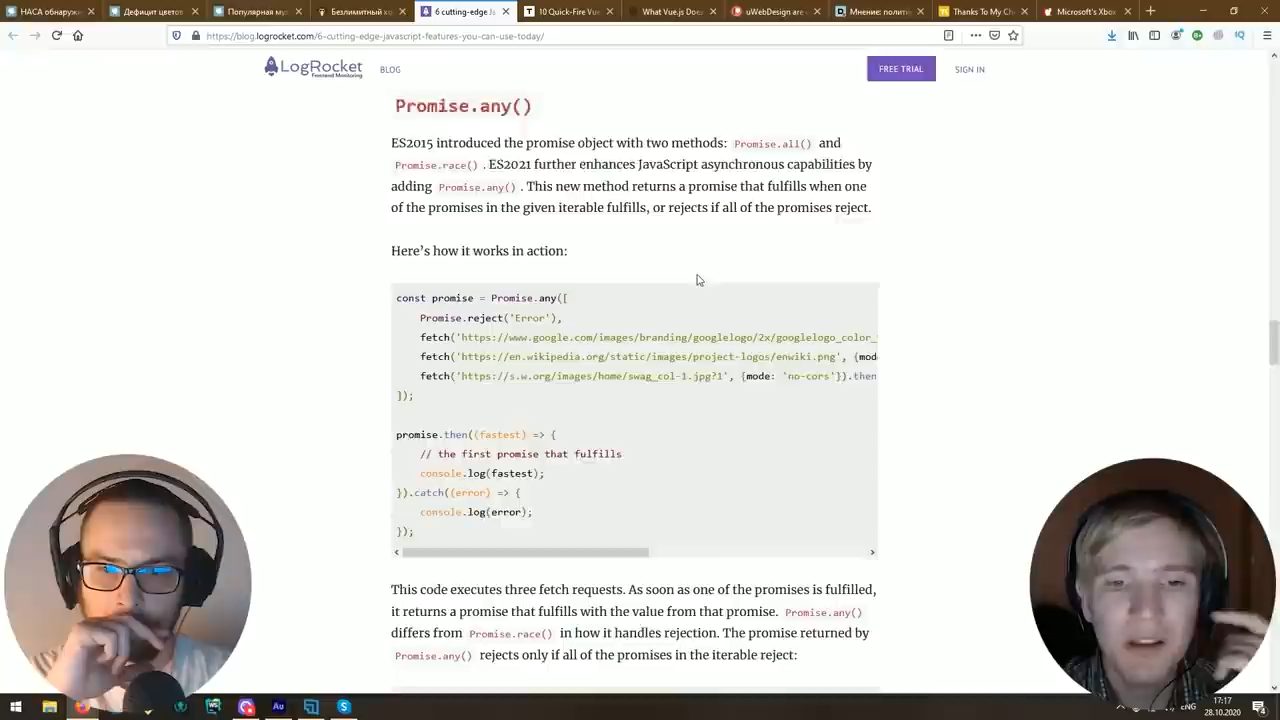 НАСА обнаруж
Дефицит цветов
Популярная му
Безлимитный к
6 cutting-edge J
10 Quick-Fire Vue
What Vue.js Doe
uWebDesign are
Мнение: полит
Thanks To My Ch
Microsoft's Xbox
https://blog.logrocket.com/6-cutting-edge-javascript-features-you-can-use-today/
LogRocket
Frontend Monitoring
BLOG
FREE TRIAL
SIGN IN
Promise.any()
ES2015 introduced the promise object with two methods: Promise.all() and
Promise.race() . ES2021 further enhances JavaScript asynchronous capabilities by
adding Promise.any() . This new method returns a promise that fulfills when one
of the promises in the given iterable fulfills, or rejects if all of the promises reject.
Here’s how it works in action:
const promise = Promise.any([
Promise.reject('Error'),
fetch('https://www.google.com/images/branding/googlelogo/2x/googlelogo_color_
fetch('https://en.wikipedia.org/static/images/project-logos/enwiki.png', {mod
fetch('https://s.w.org/images/home/swag_col-1.jpg?1', {mode: 'no-cors'}).then
]);
promise.then((fastest) => {
// the first promise that fulfills
console.log(fastest);
}).catch((error) => {
console.log(error);
});
This code executes three fetch requests. As soon as one of the promises is fulfilled,
it returns a promise that fulfills with the value from that promise. Promise.any()
differs from Promise.race() in how it handles rejection. The promise returned by
Promise.any() rejects only if all of the promises in the iterable reject:
ENG
17:17
28.10.2020